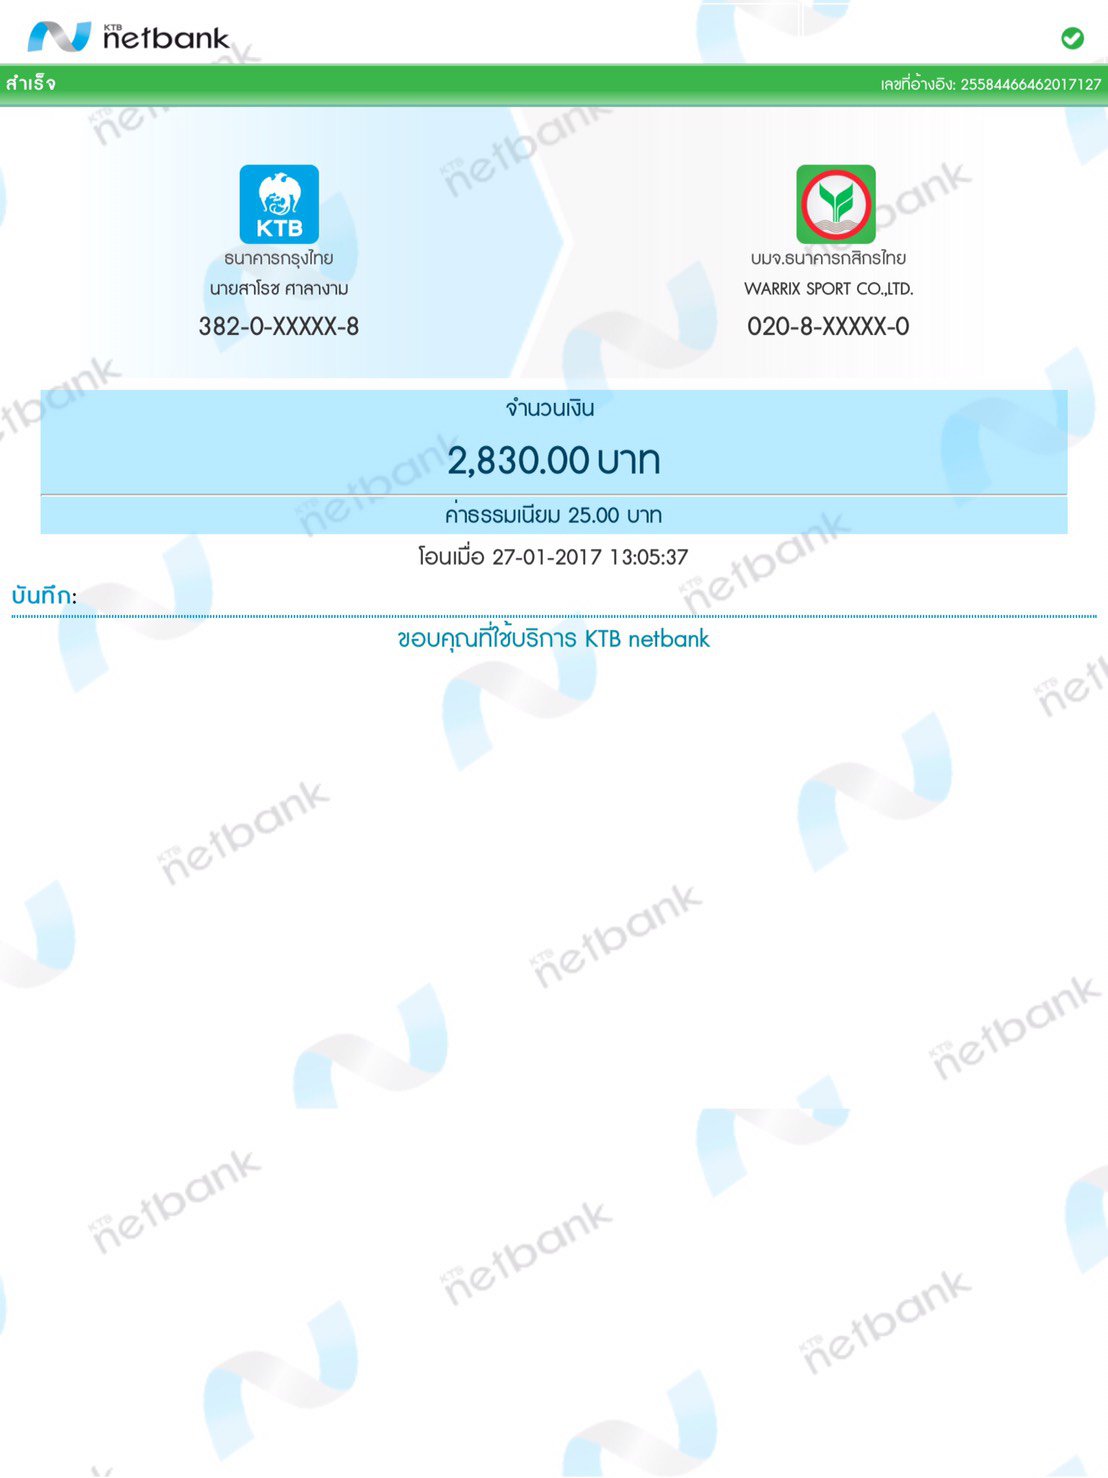 KTB
netbank
สำเร็จ
เลขที่อ้างอิง: 25584466462017127
KTB
ธนาคารกรุงไทย
นายสาโรช ศาลางาม
382-0-XXXXX-8
บมจ.ธนาคารกสิกรไทย
WARRIX SPORT CO.,LTD.
020-8-XXXXX-0
จำนวนเงิน
2,830.00 บาท
ค่าธรรมเนียม 25.00 บาท
โอนเมื่อ 27-01-2017 13:05:37
บันทึก:
ขอบคุณที่ใช้บริการ KTB netbank